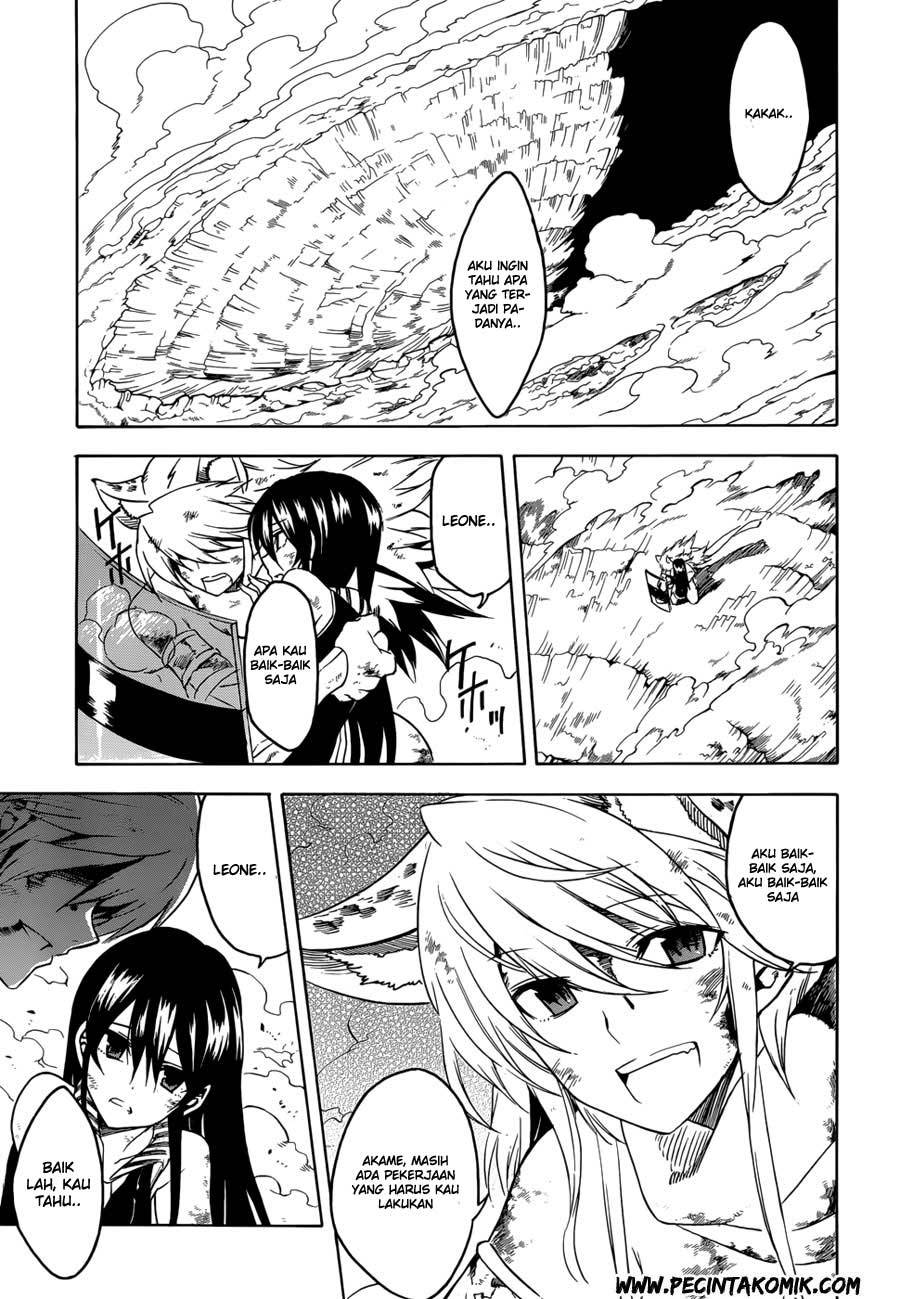 KAKAK..
AKU INGIN
TAHU APA
YANG TER-
JADI PA-
DANYA..
LEONE..
APA KAU
BAIK-BAIK
SAJA
AKU BAIK-
BAIK SAJA,
AKU BAIK-BAIK
SAJA
AKAME, MASIH
ADA PEKERJAAN
YANG HARUS KAU
LAKUKAN
LEONE..
BAIK
LAH, KAU
TAHU..
WWW.PECINTAKOMIK.COM